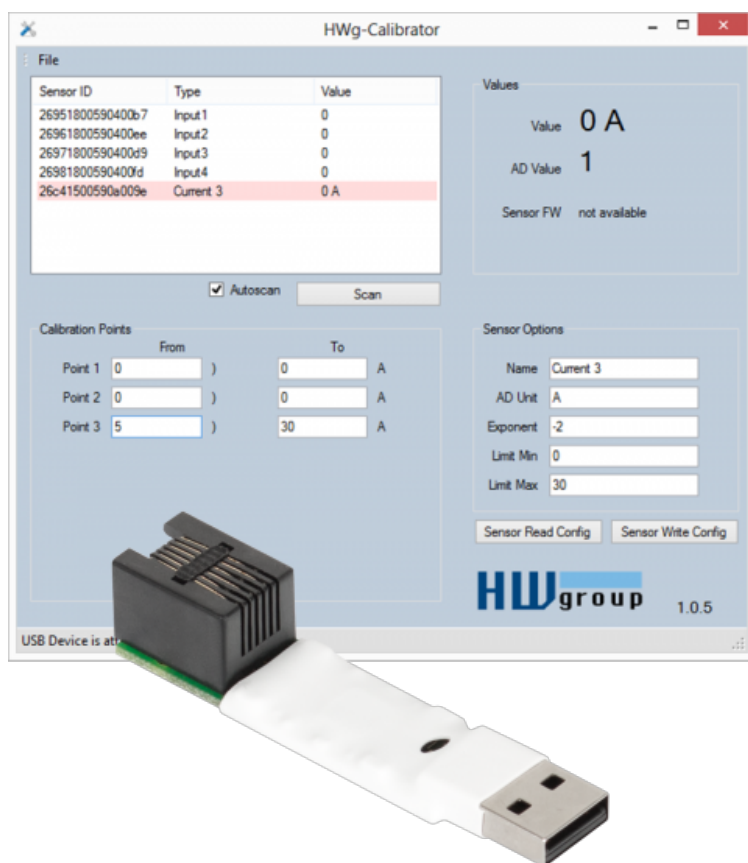 HWg-Calibrator
File
Sensor ID Type Value
26951800590400b7 Input1 0
26961800590400ee Input2 0
26971800590400d9 Input3 0
26981800590400fd Input4 0
26c41500590a009e Current 3 0 A
Autoscan Scan
Values
Value 0 A
AD Value 1
Sensor FW not available
Calibration Points
From To
Point 1 0 ) 0 A
Point 2 0 ) 0 A
Point 3 5 ) 30 A
Sensor Options
Name Current 3
AD Unit A
Exponent -2
Limit Min 0
Limit Max 30
Sensor Read Config Sensor Write Config
HW group 1.0.5
USB Device is